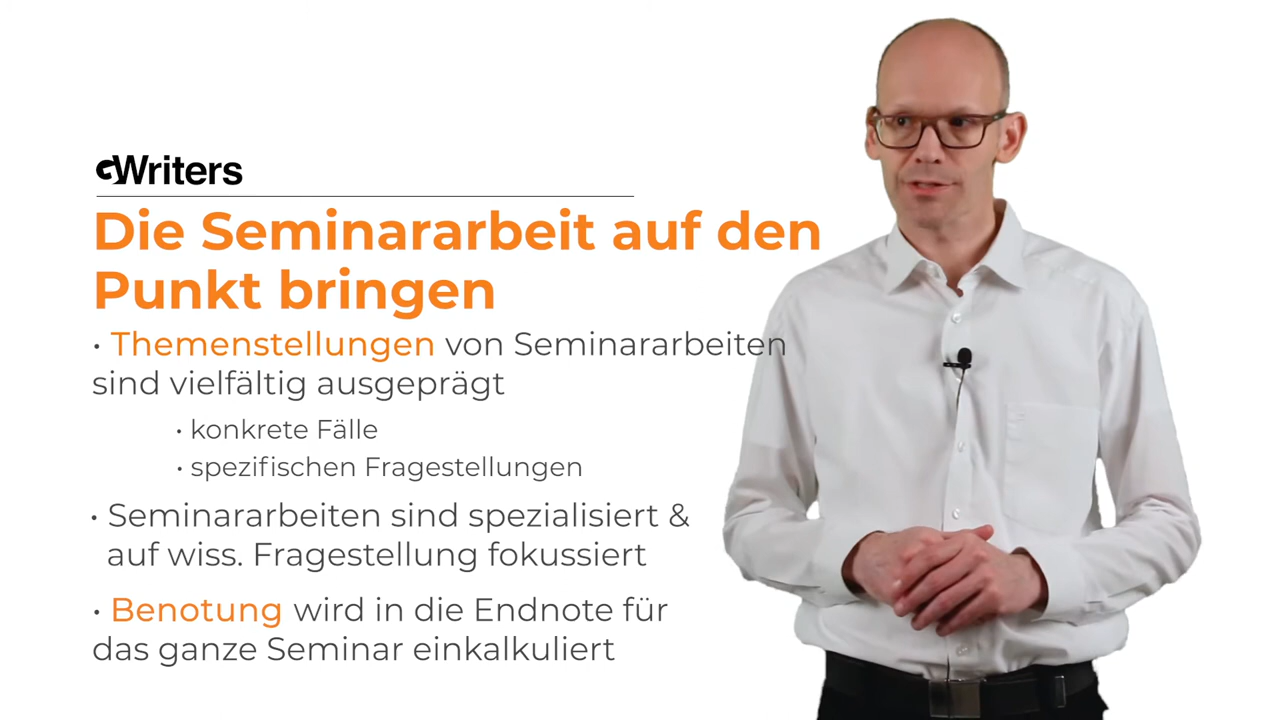 GWriters
Die Seminararbeit auf den
Punkt bringen
• Themenstellungen von Seminararbeiten
sind vielfältig ausgeprägt
• konkrete Fälle
• spezifischen Fragestellungen
• Seminararbeiten sind spezialisiert &
auf wiss. Fragestellung fokussiert
• Benotung wird in die Endnote für
das ganze Seminar einkalkuliert